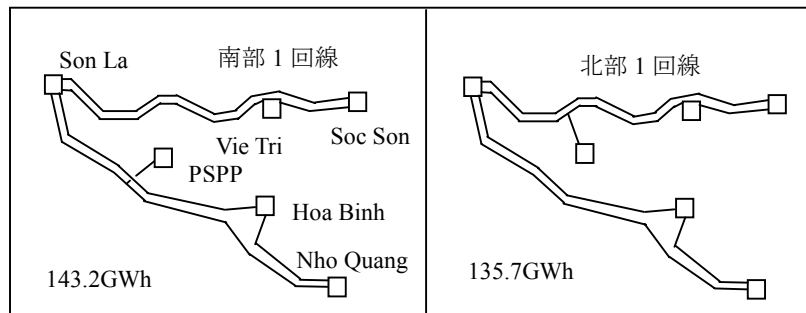 Son La
南部 1 回線
Vie Tri
Soc Son
PSPP
Hoa Binh
Nho Quang
143.2GWh
北部 1 回線
135.7GWh